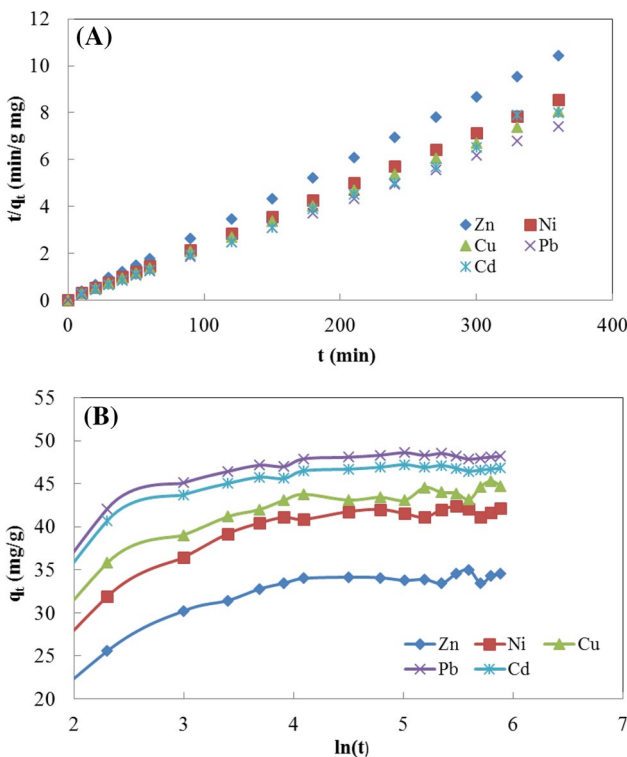 (A)
12
10
8
6
4
2
0
t/qt (min/g mg)
Zn Ni
Cu Pb
Cd
0 100 200 300 400
t (min)
(B)
55
50
45
40
35
30
25
20
qt (mg/g)
Zn Ni Cu
Pb Cd
2 3 4 5 6 7
ln(t)